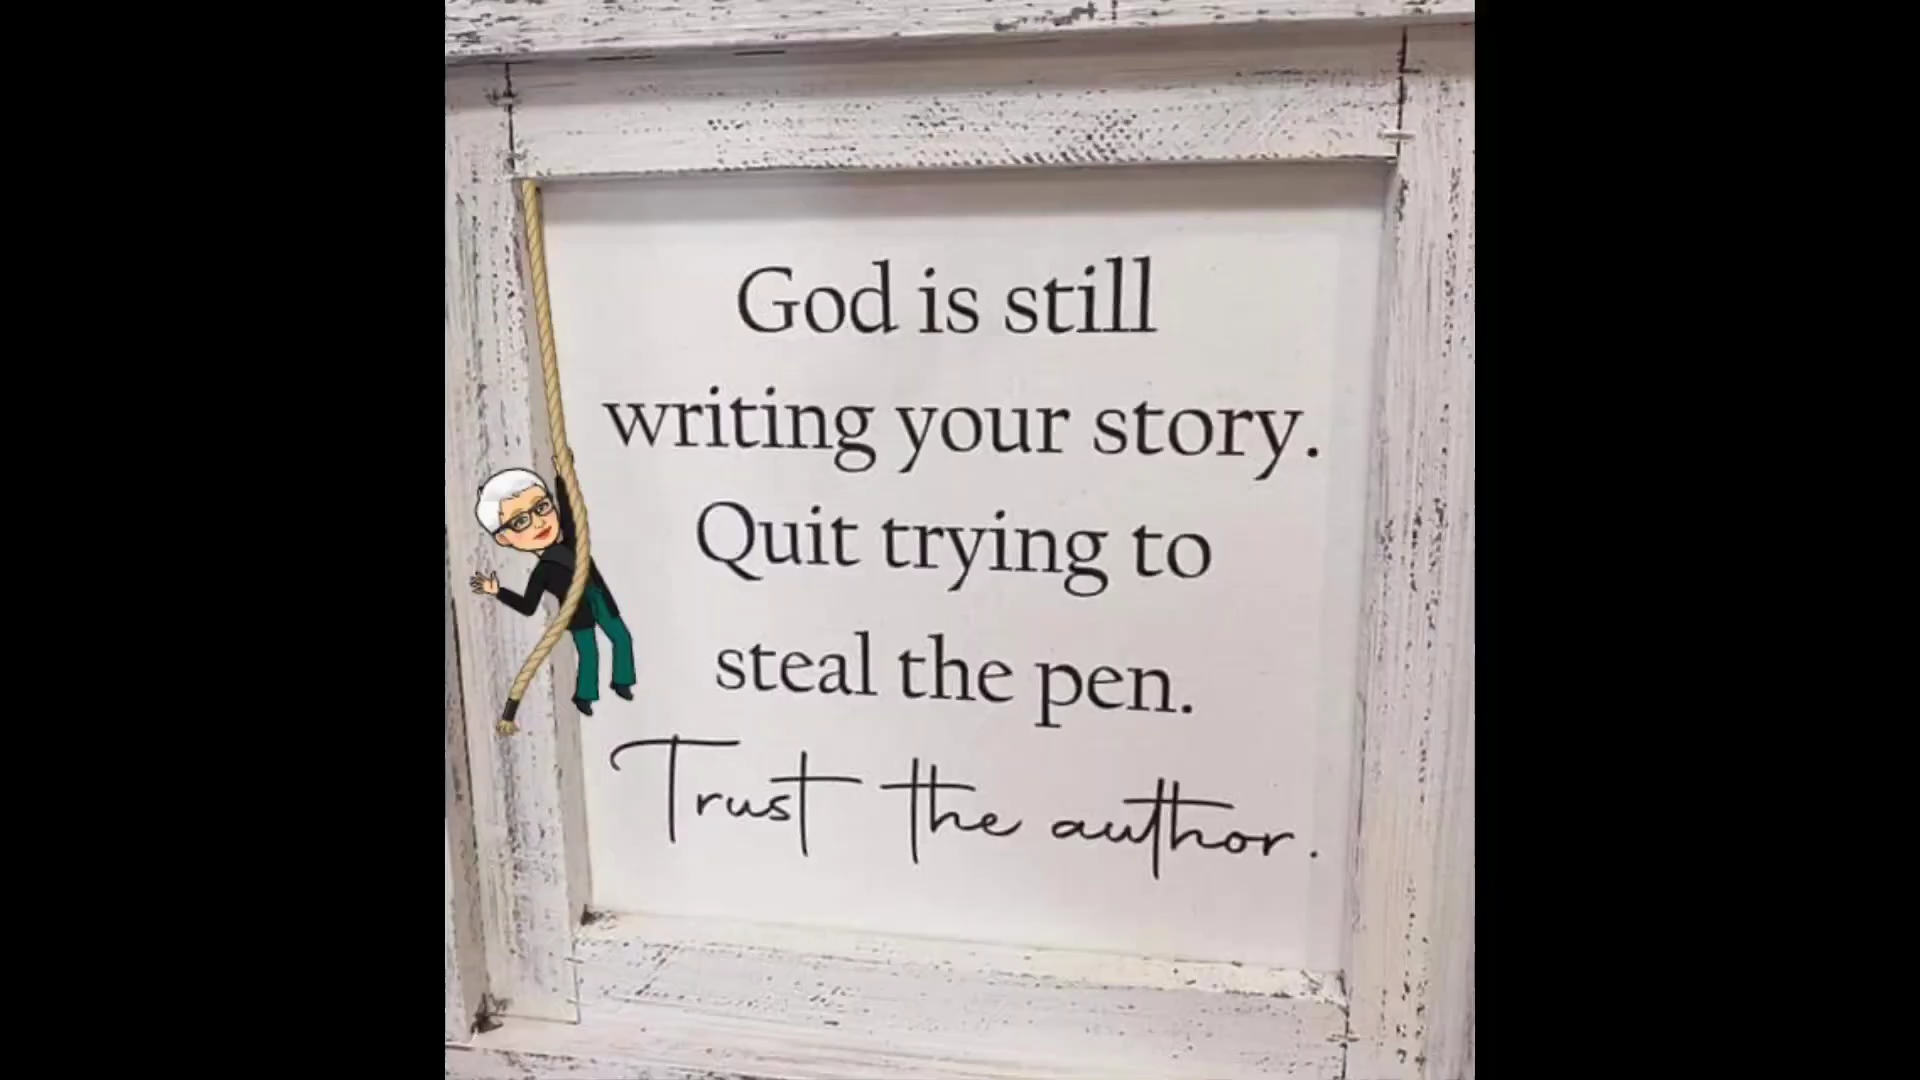 God is still
writing your story.
Quit trying to
steal the pen.
Trust the author.